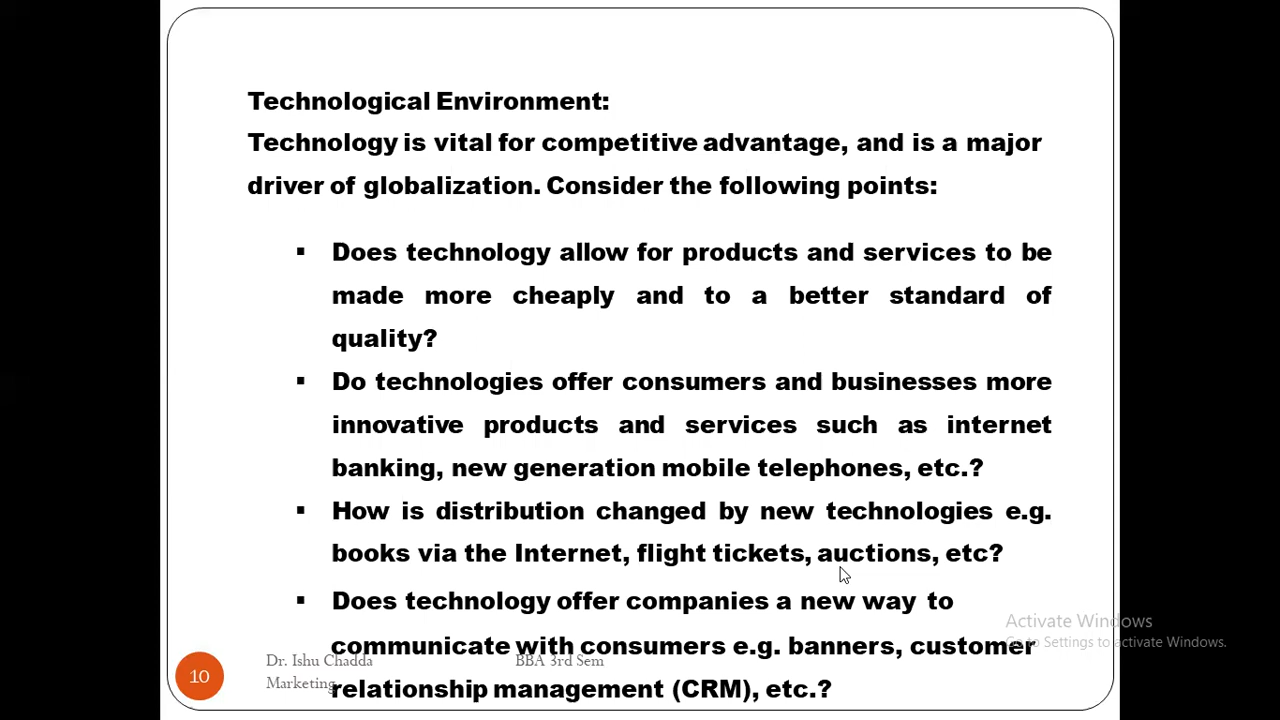 Technological Environment:
Technology is vital for competitive advantage, and is a major
driver of globalization. Consider the following points:
▪ Does technology allow for products and services to be
made more cheaply and to a better standard of
quality?
▪ Do technologies offer consumers and businesses more
innovative products and services such as internet
banking, new generation mobile telephones, etc.?
▪ How is distribution changed by new technologies e.g.
books via the Internet, flight tickets, auctions, etc?
▪ Does technology offer companies a new way to
communicate with consumers e.g. banners, customer
relationship management (CRM), etc.?
Activate Windows
Go to Settings to activate Windows.
10
Dr. Ishu Chadda
Marketing
BBA 3rd Sem